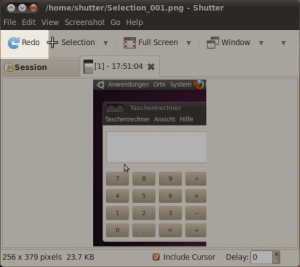 /home/shutter/Selection_001.png - Shutter
File Edit View Screenshot Go Help
Redo Selection Full Screen Window
Session [1] - 17:51:04
Anwendungen Orte System
Taschenrechner
Taschenrechner Ansicht Hilfe
7 8 9 ÷
4 5 6 ×
1 2 3 −
0 , = +
256 x 379 pixels 23.7 KB Include Cursor Delay: 0